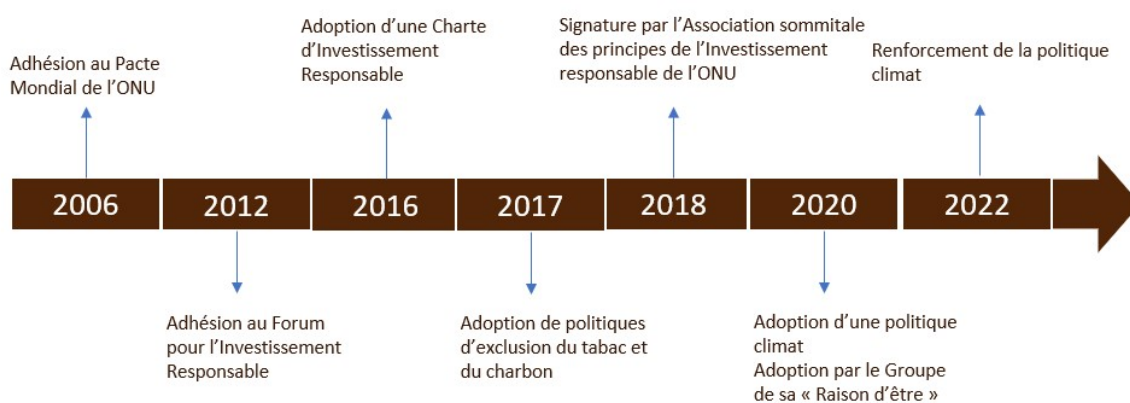 Adhésion au Pacte
Mondial de l’ONU
Adoption d’une Charte
d’Investissement
Responsable
Signature par l’Association sommitale
des principes de l’Investissement
responsable de l’ONU
Renforcement de la politique
climat
2006
2012
2016
2017
2018
2020
2022
Adhésion au Forum
pour l’Investissement
Responsable
Adoption de politiques
d’exclusion du tabac et
du charbon
Adoption d’une politique
climat
Adoption par le Groupe
de sa « Raison d’être »